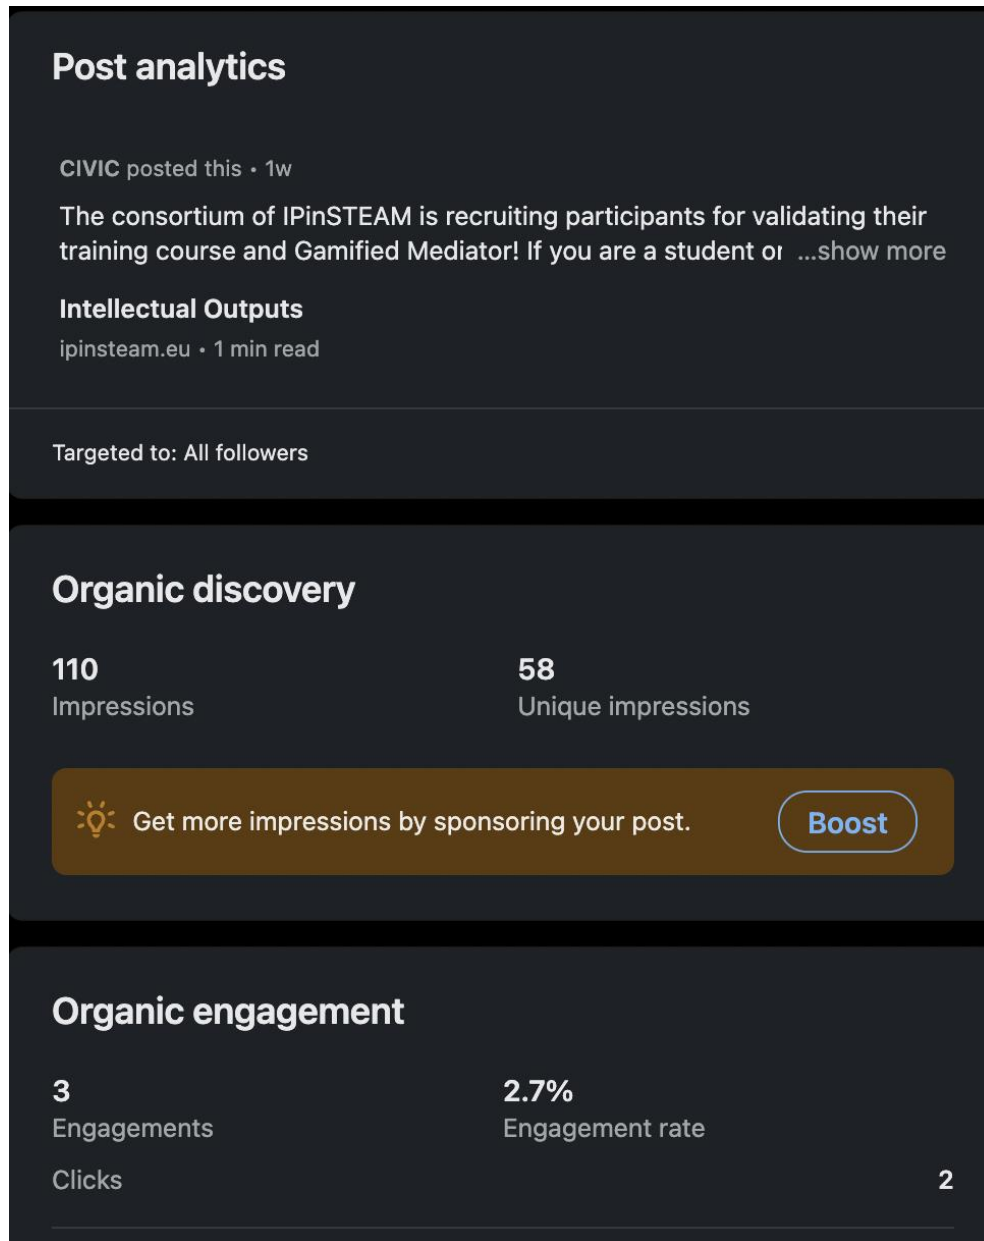 Post analytics
CIVIC posted this • 1w
The consortium of IPinSTEAM is recruiting participants for validating their
training course and Gamified Mediator! If you are a student or ...show more
Intellectual Outputs
ipinsteam.eu • 1 min read
Targeted to: All followers
Organic discovery
110 58
Impressions Unique impressions
Get more impressions by sponsoring your post. Boost
Organic engagement
3 2.7%
Engagements Engagement rate
Clicks 2